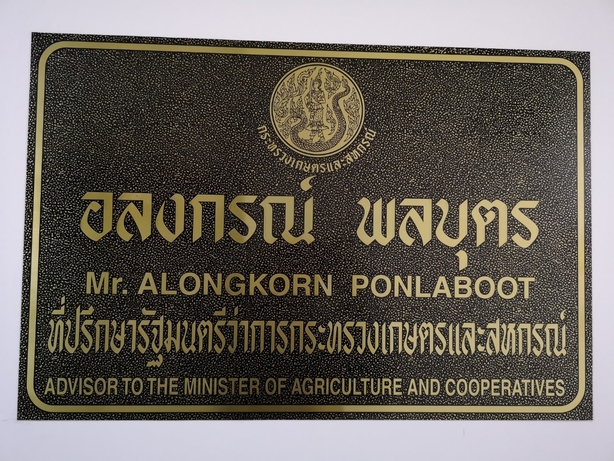 กระทรวงเกษตรและสหกรณ์
อลงกรณ์ พลบุตร
Mr. ALONGKORN PONLABOOT
ที่ปรึกษารัฐมนตรีว่าการกระทรวงเกษตรและสหกรณ์
ADVISOR TO THE MINISTER OF AGRICULTURE AND COOPERATIVES